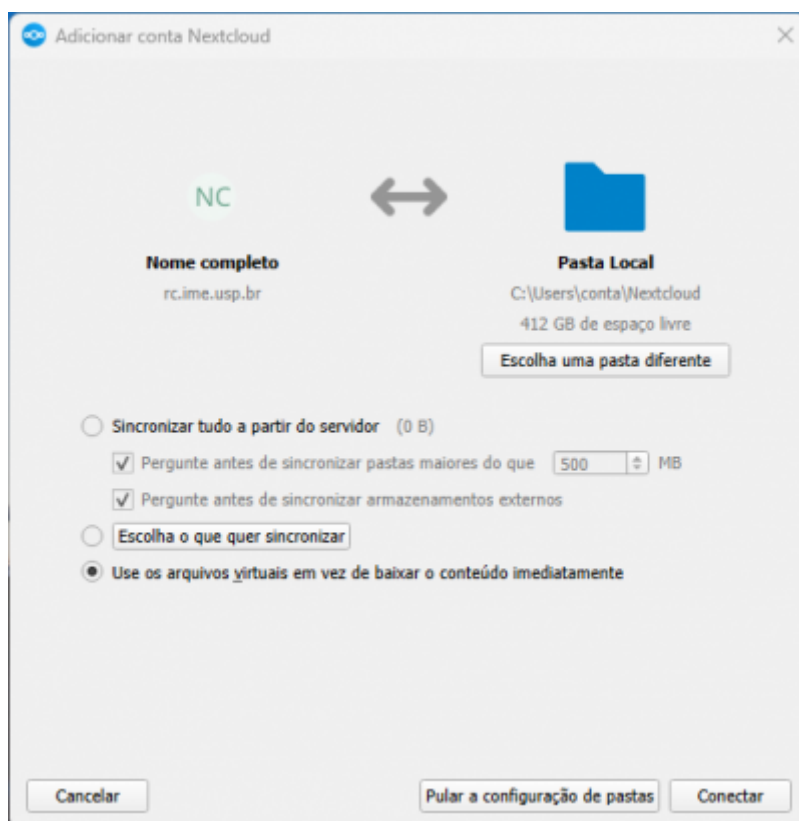 Adicionar conta Nextcloud
NC
Nome completo
rc.ime.usp.br
Pasta Local
C:\Users\conta\Nextcloud
412 GB de espaço livre
Escolha uma pasta diferente
Sincronizar tudo a partir do servidor (0 B)
Pergunte antes de sincronizar pastas maiores do que 500 MB
Pergunte antes de sincronizar armazenamentos externos
Escolha o que quer sincronizar
Use os arquivos virtuais em vez de baixar o conteúdo imediatamente
Cancelar Pular a configuração de pastas Conectar